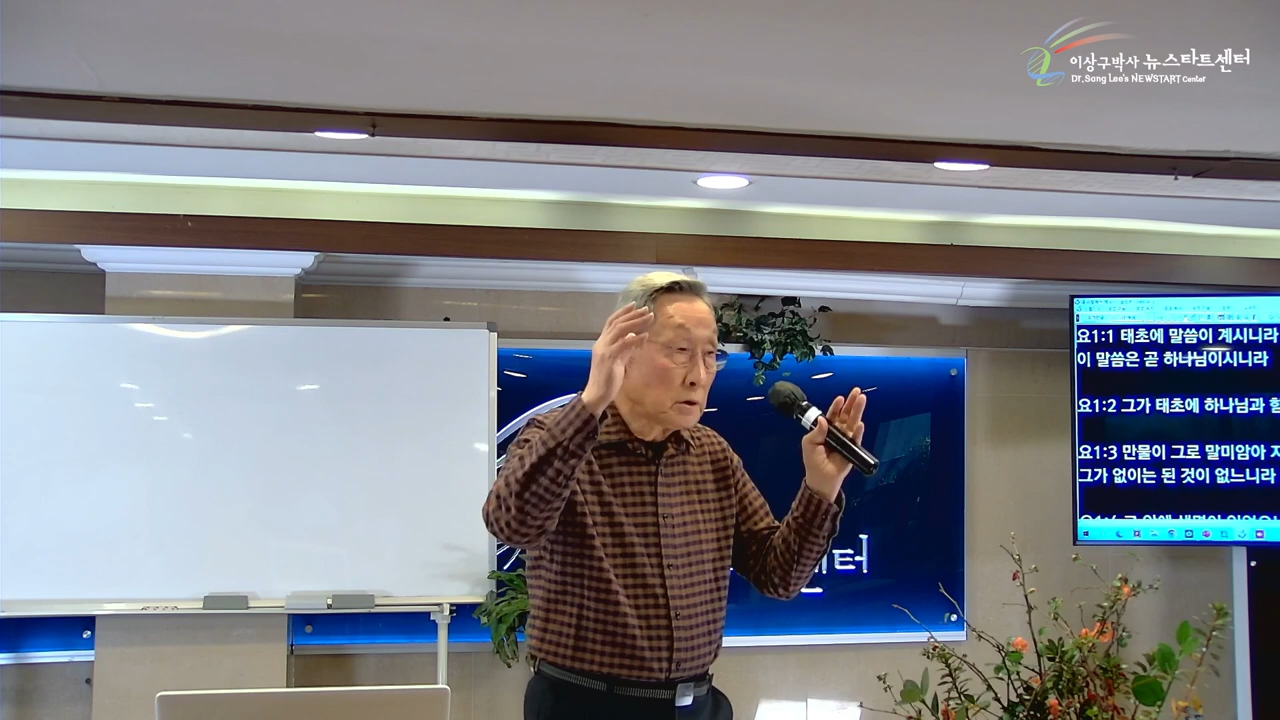 이상구박사 뉴스타트센터
Dr. Sang Lee's NEWSTART Center
요1:1 태초에 말씀이 계시니라
이 말씀은 곧 하나님이시니라
요1:2 그가 태초에 하나님과 함
요1:3 만물이 그로 말미암아 지
그가 없이는 된 것이 없느니라
터